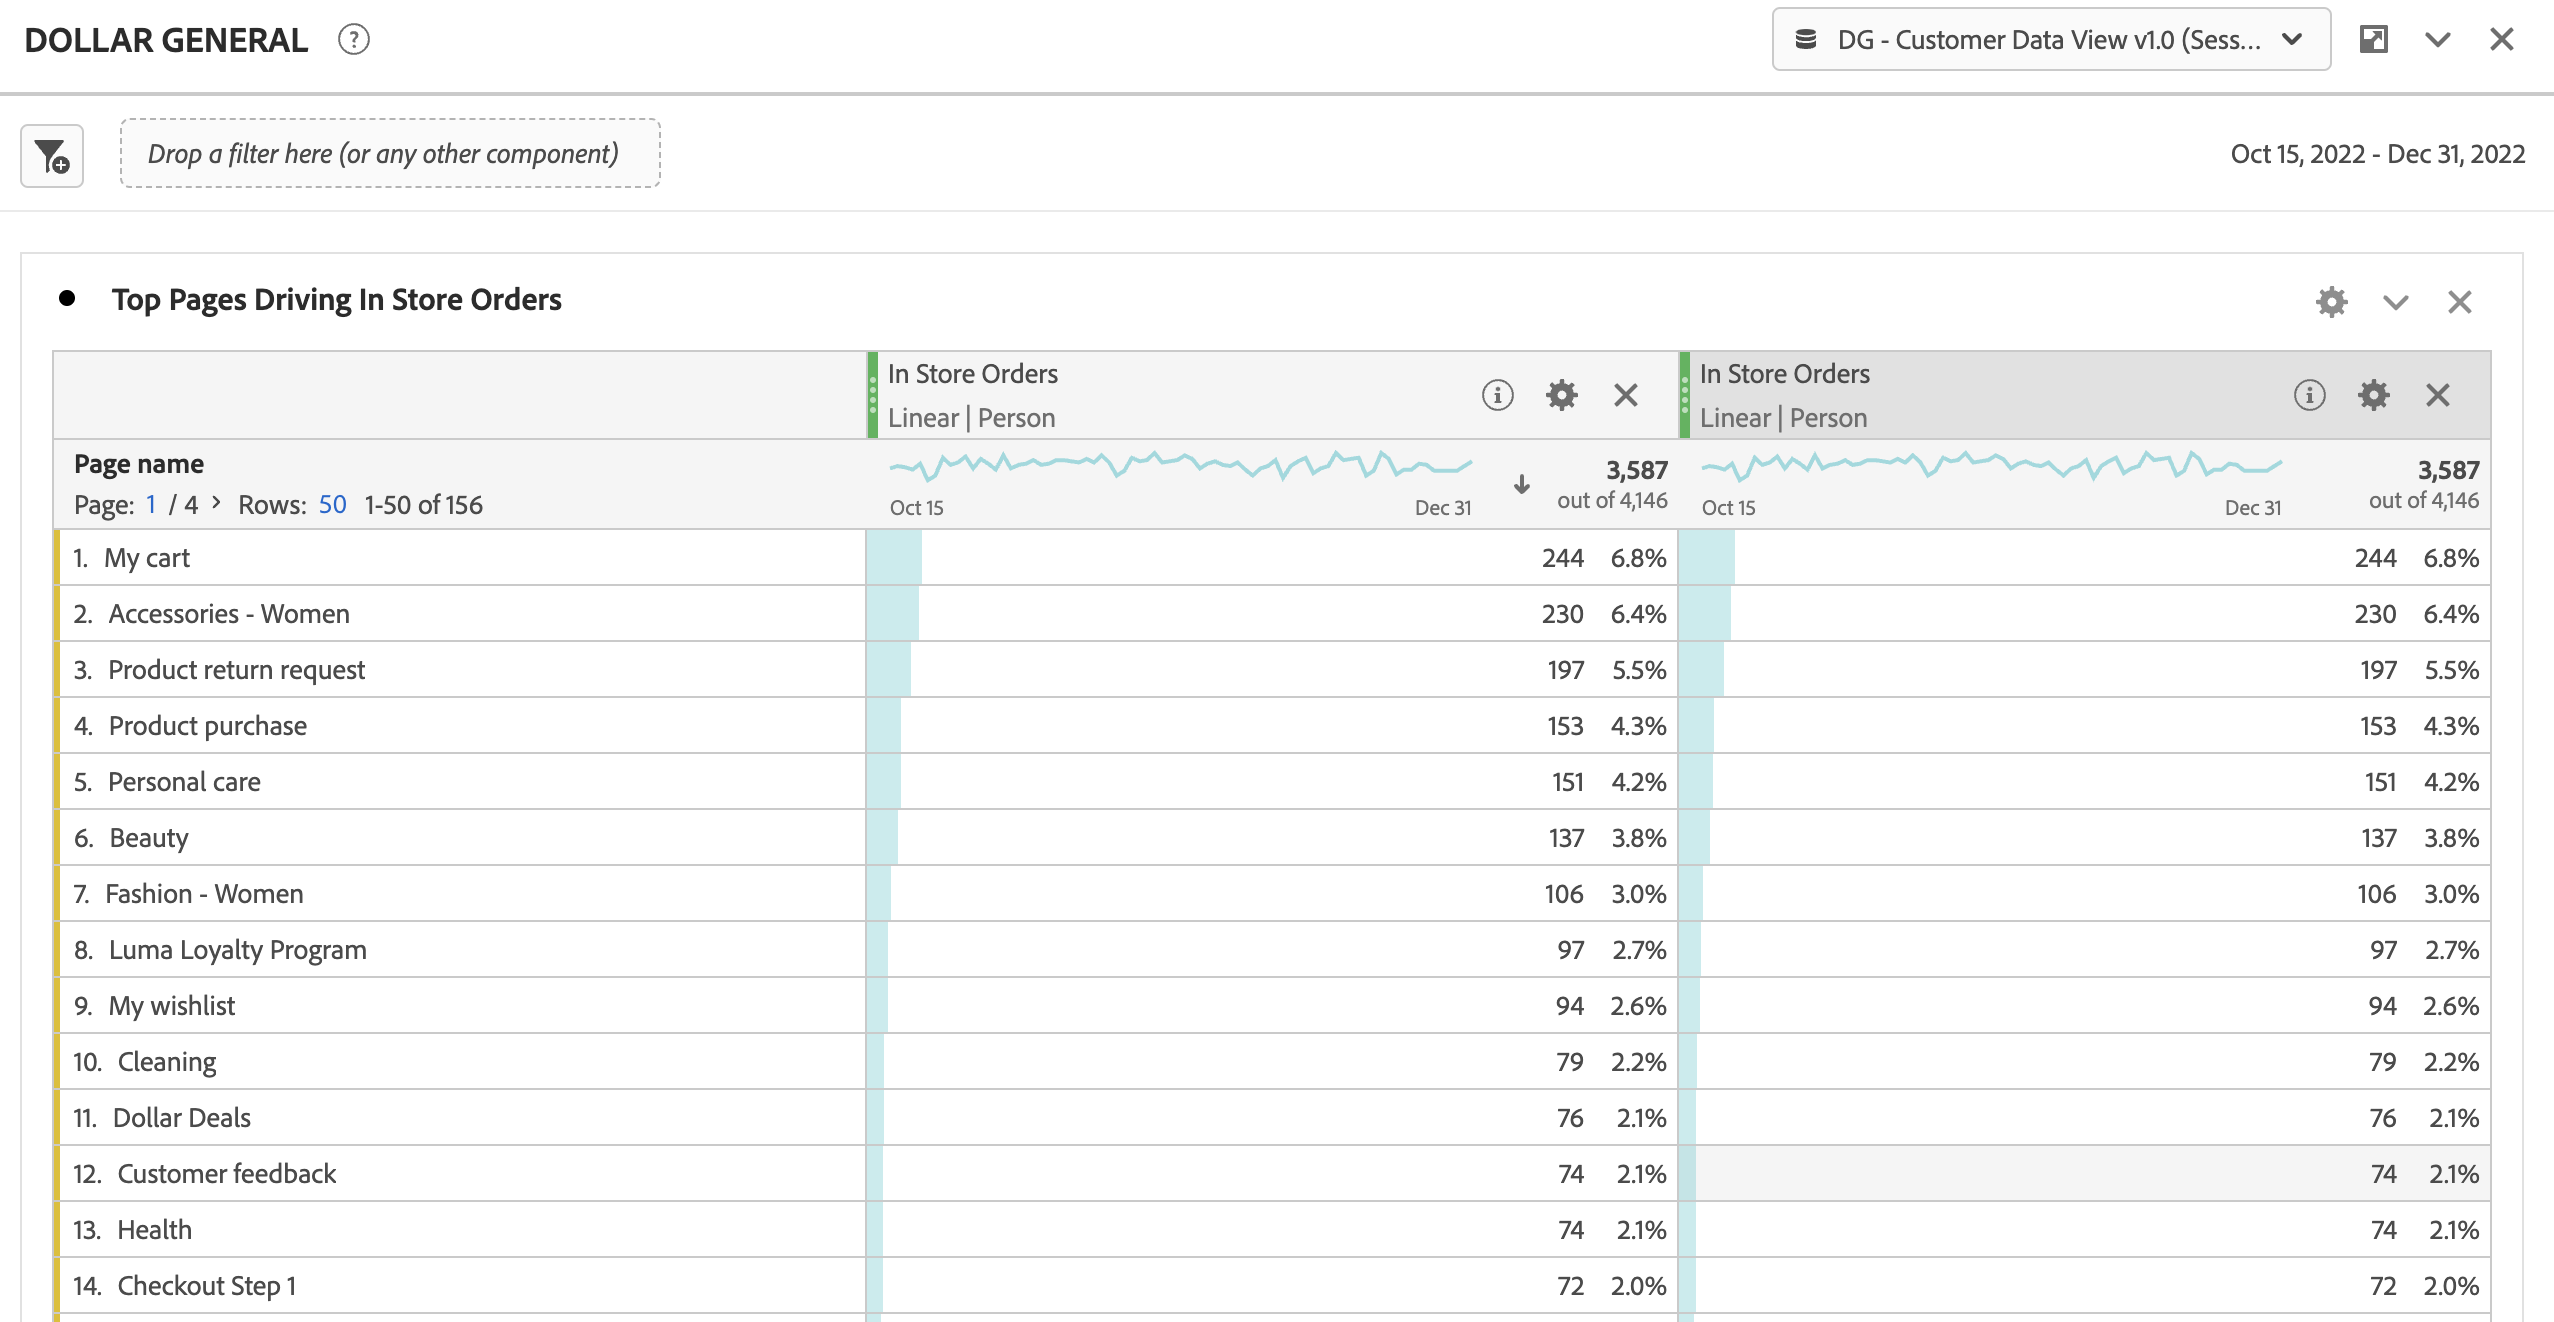 DOLLAR GENERAL ?
DG - Customer Data View v1.0 (Sess...
Drop a filter here (or any other component)
Oct 15, 2022 - Dec 31, 2022
Top Pages Driving In Store Orders
In Store Orders
Linear | Person
In Store Orders
Linear | Person
Page name
Page: 1 / 4 > Rows: 50 1-50 of 156
Oct 15 Dec 31
3,587
out of 4,146
Oct 15 Dec 31
3,587
out of 4,146
1. My cart 244 6.8% 244 6.8%
2. Accessories - Women 230 6.4% 230 6.4%
3. Product return request 197 5.5% 197 5.5%
4. Product purchase 153 4.3% 153 4.3%
5. Personal care 151 4.2% 151 4.2%
6. Beauty 137 3.8% 137 3.8%
7. Fashion - Women 106 3.0% 106 3.0%
8. Luma Loyalty Program 97 2.7% 97 2.7%
9. My wishlist 94 2.6% 94 2.6%
10. Cleaning 79 2.2% 79 2.2%
11. Dollar Deals 76 2.1% 76 2.1%
12. Customer feedback 74 2.1% 74 2.1%
13. Health 74 2.1% 74 2.1%
14. Checkout Step 1 72 2.0% 72 2.0%